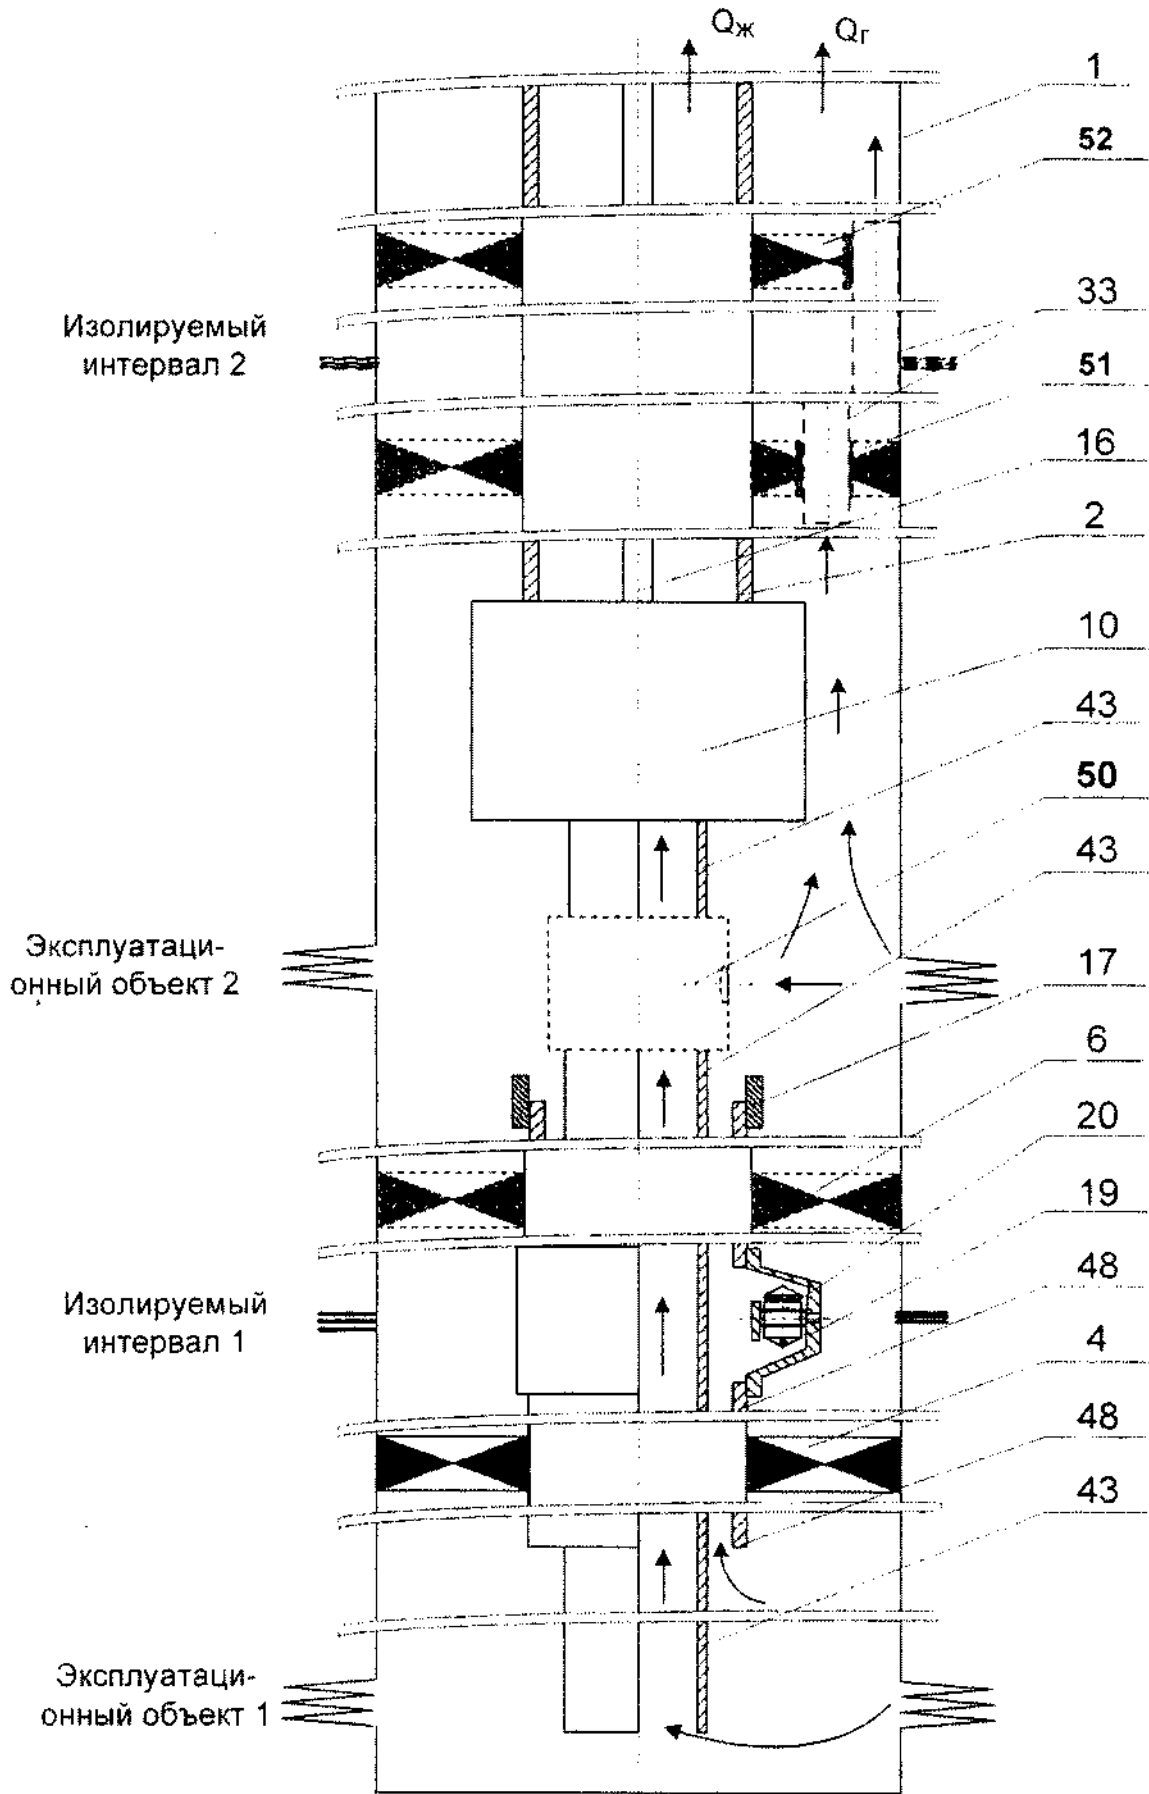 Qж
Qг
1
52
33
51
16
2
10
43
50
43
17
6
20
19
48
4
48
43
Изолируемый
интервал 2
Эксплуатаци-
онный объект 2
Изолируемый
интервал 1
Эксплуатаци-
онный объект 1